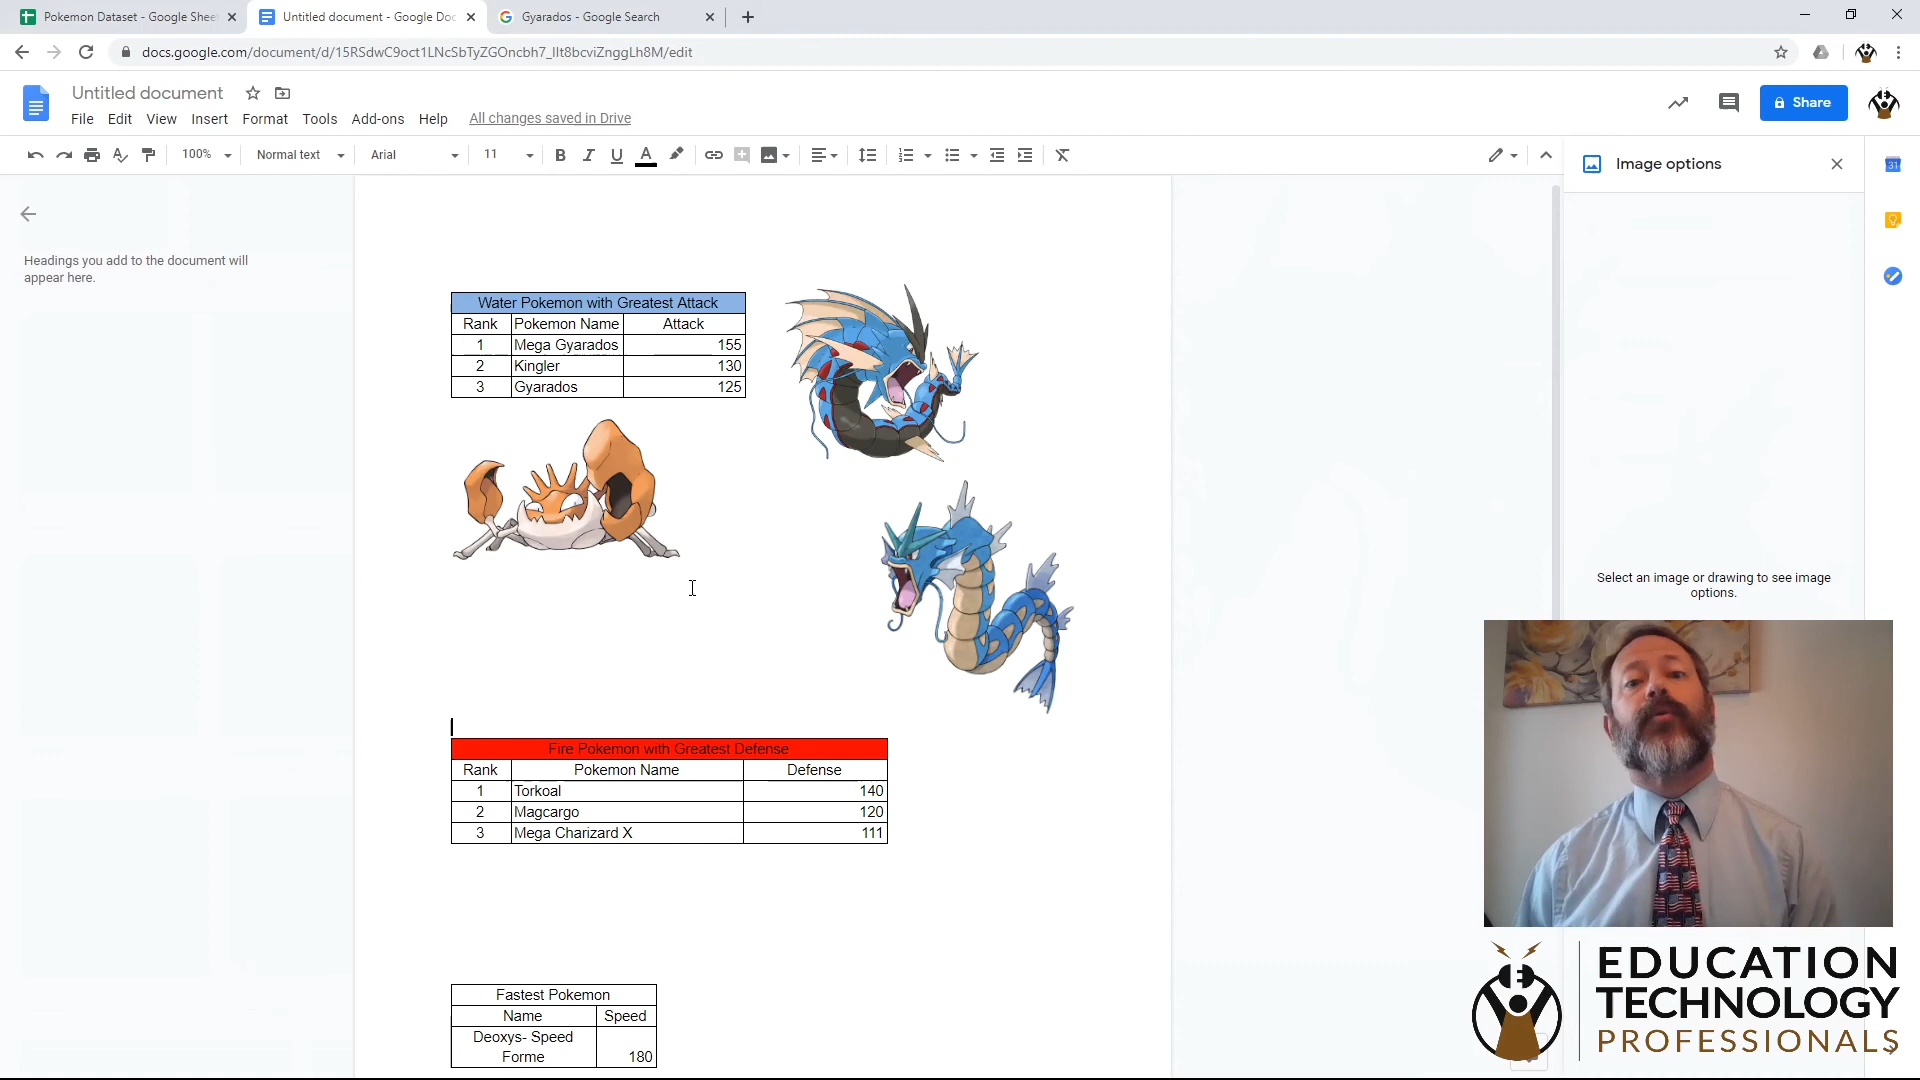 Pokemon Dataset - Google Shee
Untitled document - Google Doc
Gyarados - Google Search
docs.google.com/document/d/15RSdwC9oct1LNcSbTyZGOncbh7_IIt8bcviZnggLh8M/edit
Untitled document
File Edit View Insert Format Tools Add-ons Help All changes saved in Drive
Share
100% Normal text Arial 11 B I U A
Image options
31
Headings you add to the document will
appear here.
Water Pokemon with Greatest Attack
Rank Pokemon Name Attack
1 Mega Gyarados 155
2 Kingler 130
3 Gyarados 125
Select an image or drawing to see image
options.
Fire Pokemon with Greatest Defense
Rank Pokemon Name Defense
1 Torkoal 140
2 Magcargo 120
3 Mega Charizard X 111
Fastest Pokemon
Name Speed
Deoxys- Speed
Forme 180
EDUCATION
TECHNOLOGY
PROFESSIONALS